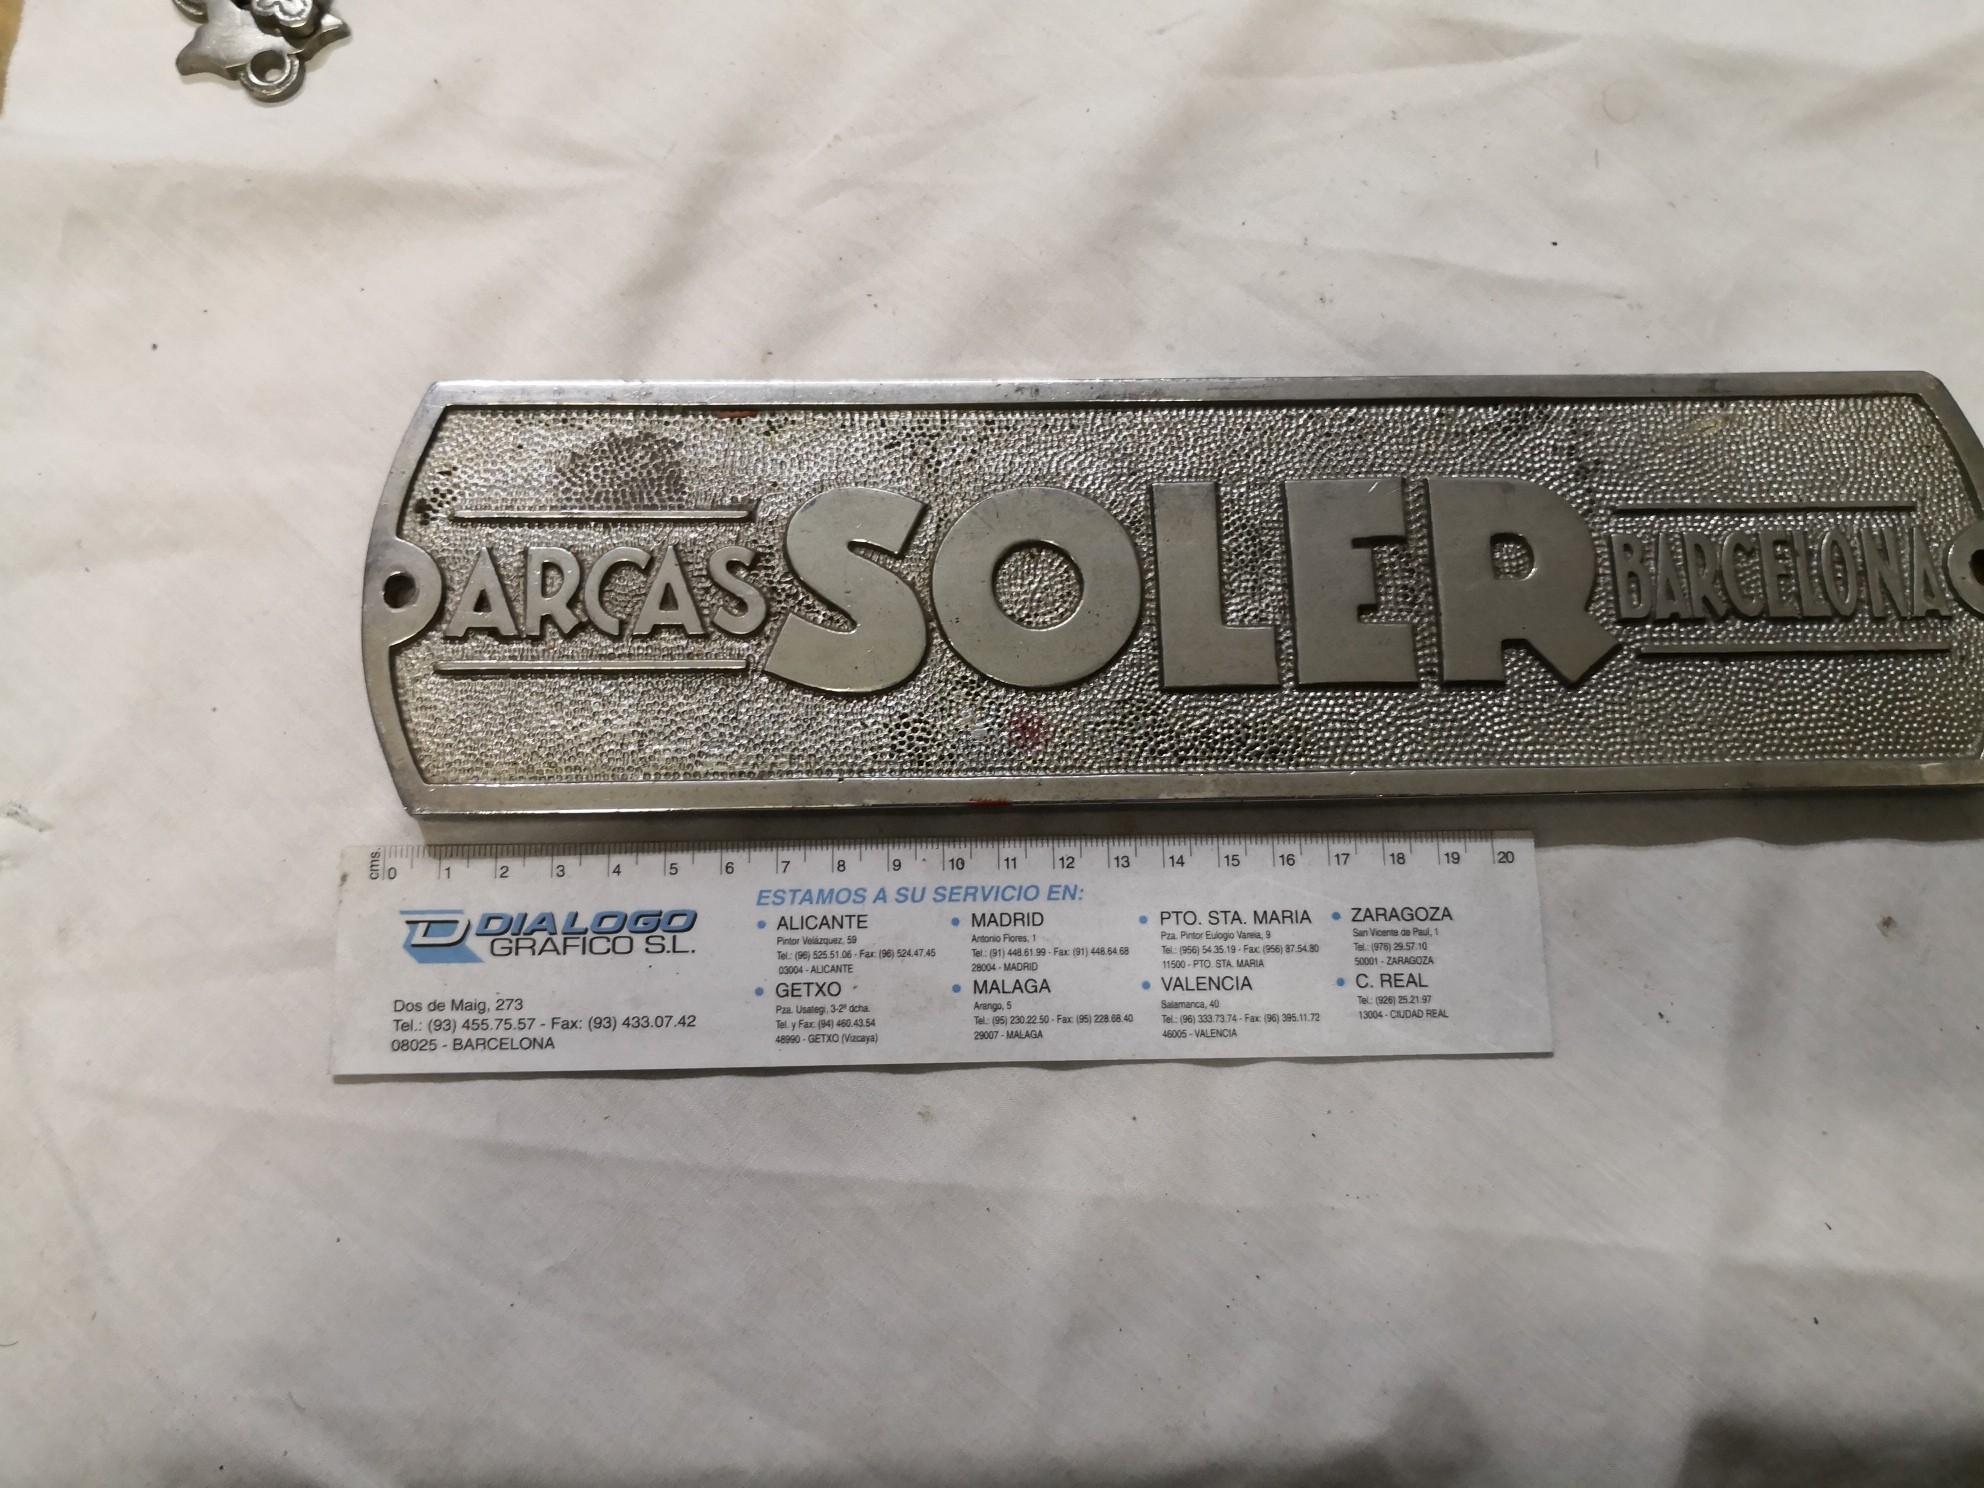 ARCAS SOLER BARCELONA
cms. 0 1 2 3 4 5 6 7 8 9 10 11 12 13 14 15 16 17 18 19 20
DIALOGO
GRAFICO S.L.
Dos de Maig, 273
Tel.: (93) 455.75.57 - Fax: (93) 433.07.42
08025 - BARCELONA
ESTAMOS A SU SERVICIO EN:
• ALICANTE
Pintor Velázquez, 59
Tel.: (96) 525.51.06 - Fax: (96) 524.47.45
03004 - ALICANTE
• GETXO
Pza. Usategi, 3-2º dcha.
Tel. y Fax: (94) 460.43.54
48990 - GETXO (Vizcaya)
• MADRID
Antonio Flores, 1
Tel.: (91) 448.61.99 - Fax: (91) 448.64.68
28004 - MADRID
• MALAGA
Arango, 5
Tel.: (95) 230.22.50 - Fax: (95) 228.68.40
29007 - MALAGA
• PTO. STA. MARIA
Pza. Pintor Eulogio Varela, 9
Tel.: (956) 54.35.19 - Fax: (956) 87.54.80
11500 - PTO. STA. MARIA
• VALENCIA
Salamanca, 40
Tel.: (96) 333.73.74 - Fax: (96) 395.11.72
46005 - VALENCIA
• ZARAGOZA
San Vicente de Paul, 1
Tel.: (976) 29.57.10
50001 - ZARAGOZA
• C. REAL
Tel.: (926) 25.21.97
13004 - CIUDAD REAL